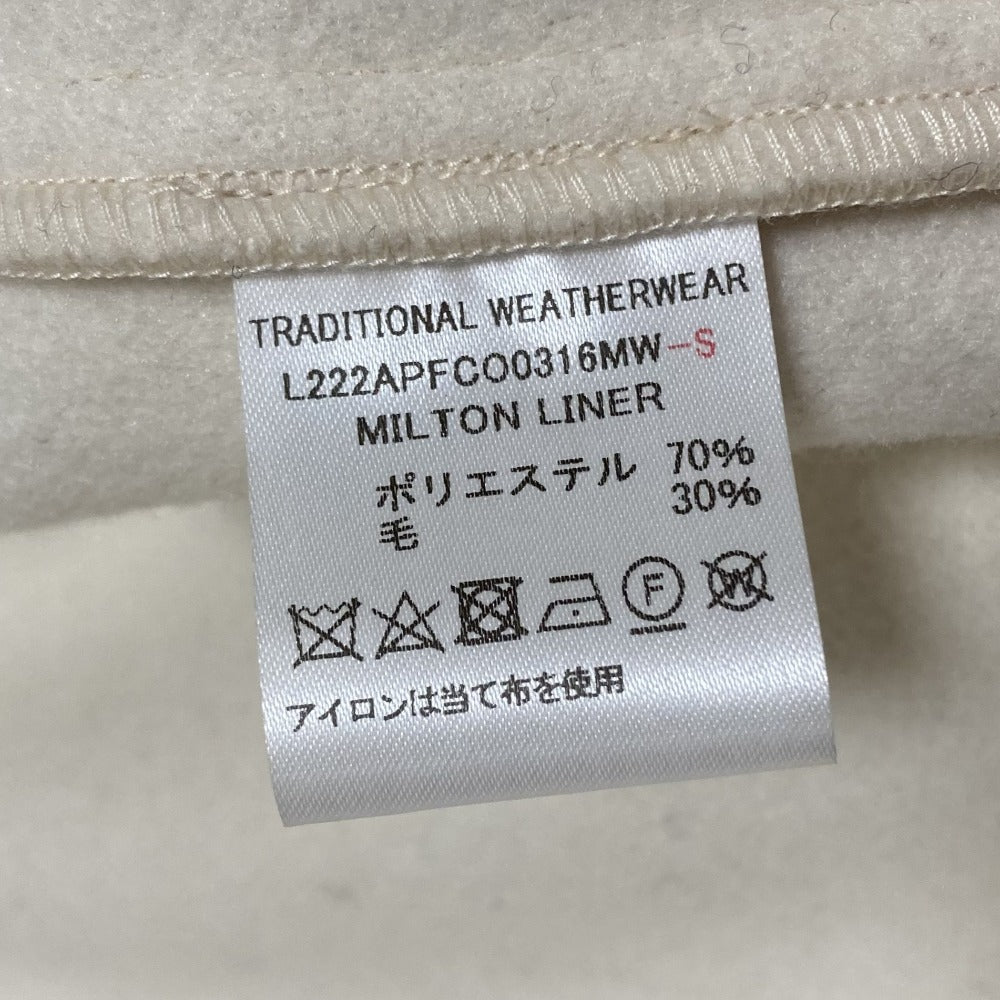 TRADITIONAL WEATHERWEAR
L222APFCO0316MW-S
MILTON LINER
ポリエステル 70%
毛 30%
F W
アイロンは当て布を使用